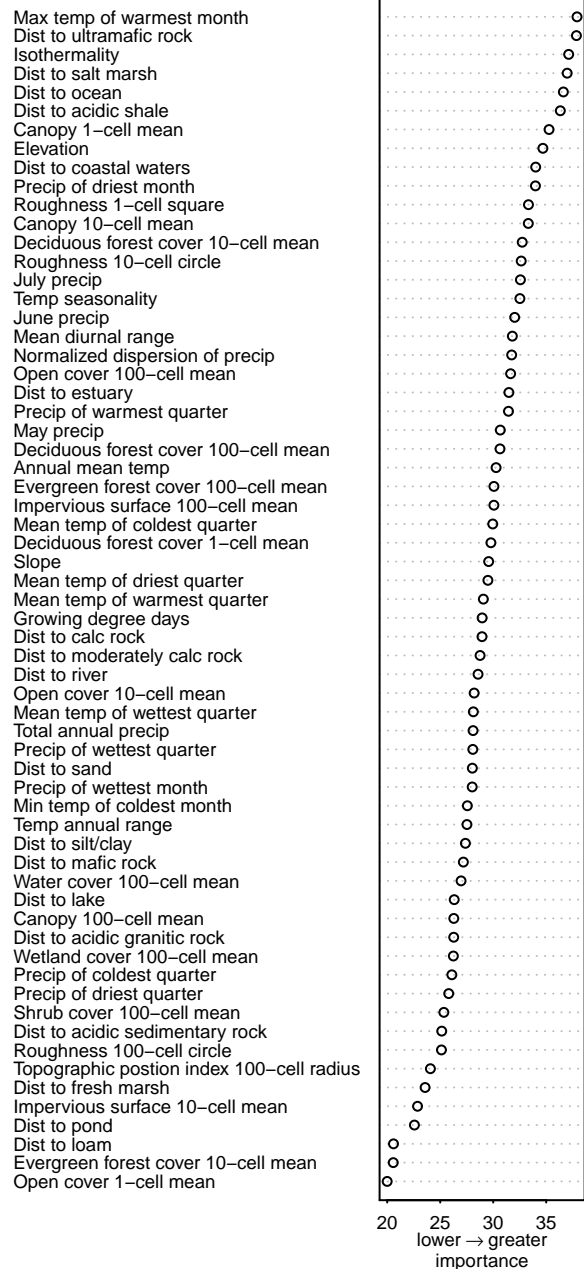 Max temp of warmest month
Dist to ultramafic rock
Isothermality
Dist to salt marsh
Dist to ocean
Dist to acidic shale
Canopy 1−cell mean
Elevation
Dist to coastal waters
Precip of driest month
Roughness 1−cell square
Canopy 10−cell mean
Deciduous forest cover 10−cell mean
Roughness 10−cell circle
July precip
Temp seasonality
June precip
Mean diurnal range
Normalized dispersion of precip
Open cover 100−cell mean
Dist to estuary
Precip of warmest quarter
May precip
Deciduous forest cover 100−cell mean
Annual mean temp
Evergreen forest cover 100−cell mean
Impervious surface 100−cell mean
Mean temp of coldest quarter
Deciduous forest cover 1−cell mean
Slope
Mean temp of driest quarter
Mean temp of warmest quarter
Growing degree days
Dist to calc rock
Dist to moderately calc rock
Dist to river
Open cover 10−cell mean
Mean temp of wettest quarter
Total annual precip
Precip of wettest quarter
Dist to sand
Precip of wettest month
Min temp of coldest month
Temp annual range
Dist to silt/clay
Dist to mafic rock
Water cover 100−cell mean
Dist to lake
Canopy 100−cell mean
Dist to acidic granitic rock
Wetland cover 100−cell mean
Precip of coldest quarter
Precip of driest quarter
Shrub cover 100−cell mean
Dist to acidic sedimentary rock
Roughness 100−cell circle
Topographic postion index 100−cell radius
Dist to fresh marsh
Impervious surface 10−cell mean
Dist to pond
Dist to loam
Evergreen forest cover 10−cell mean
Open cover 1−cell mean
20 25 30 35
lower → greater
importance